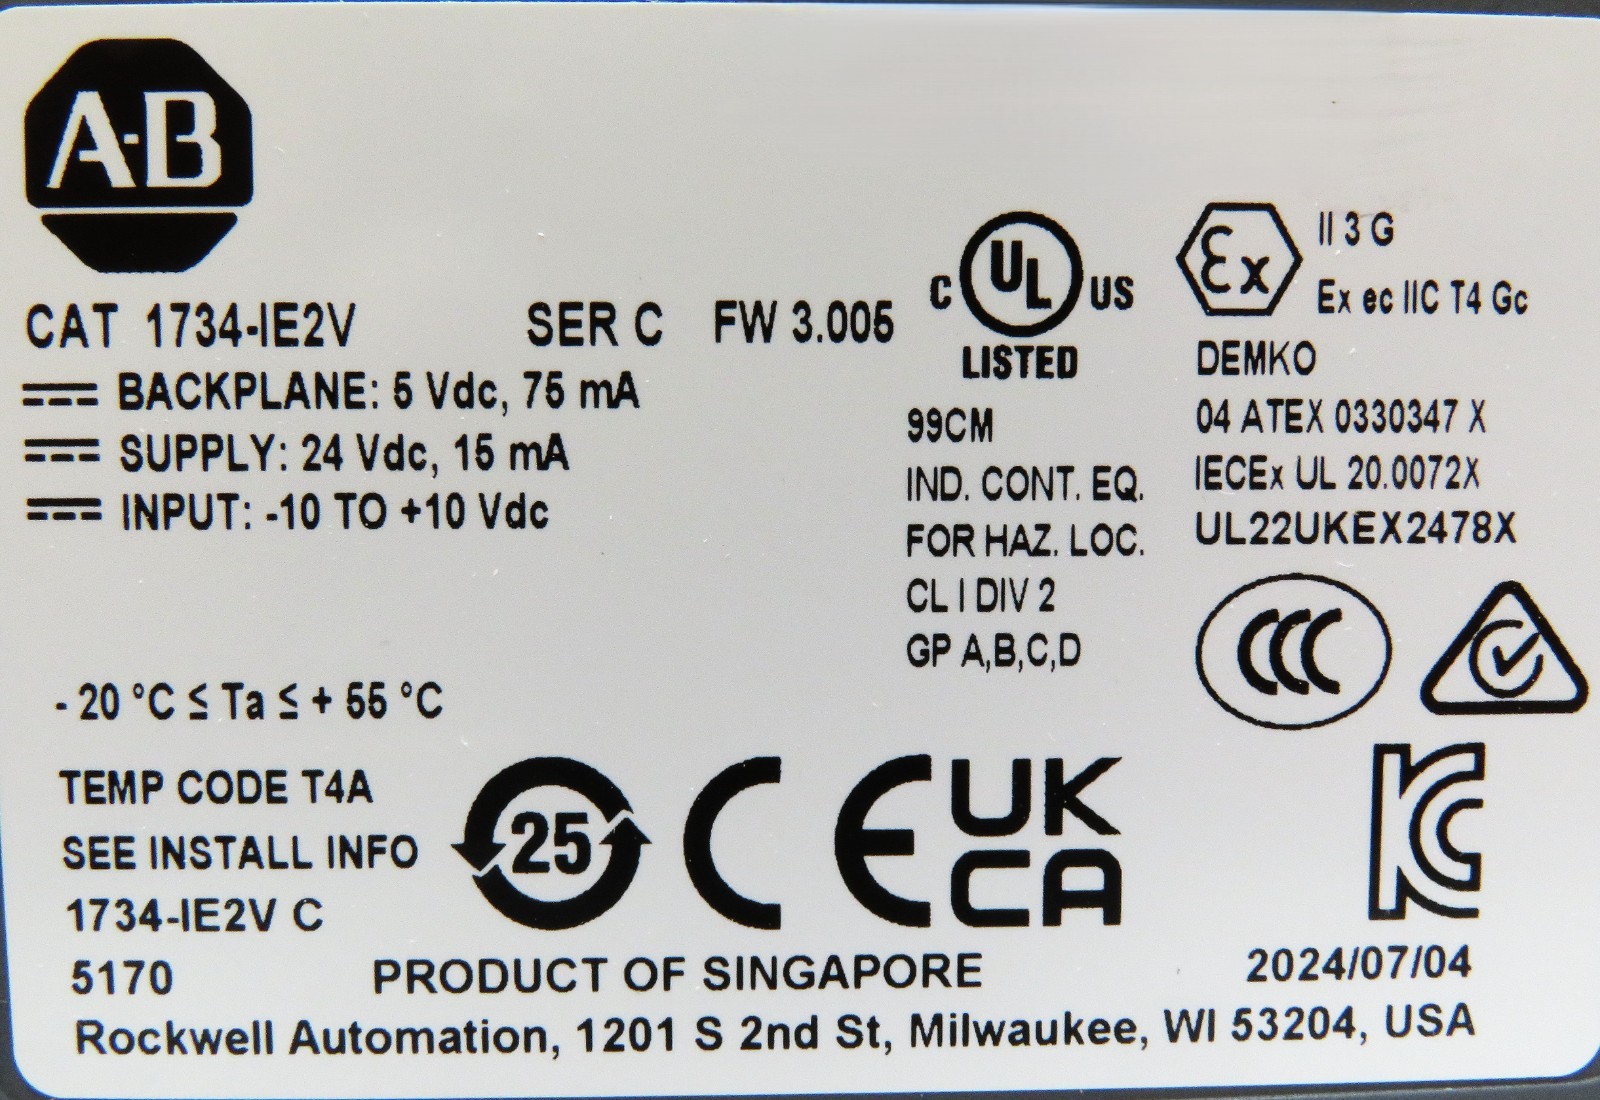 A-B
CAT 1734-IE2V SER C FW 3.005
BACKPLANE: 5 Vdc, 75 mA
SUPPLY: 24 Vdc, 15 mA
INPUT: -10 TO +10 Vdc
C UL US
LISTED
99CM
IND. CONT. EQ.
FOR HAZ. LOC.
CL I DIV 2
GP A,B,C,D
Ex II 3 G
Ex ec IIC T4 Gc
DEMKO
04 ATEX 0330347 X
IECEx UL 20.0072X
UL22UKEX2478X
CCC
- 20 °C ≤ Ta ≤ + 55 °C
TEMP CODE T4A
SEE INSTALL INFO
1734-IE2V C
25
CE
UK
CA
KC
5170 PRODUCT OF SINGAPORE 2024/07/04
Rockwell Automation, 1201 S 2nd St, Milwaukee, WI 53204, USA